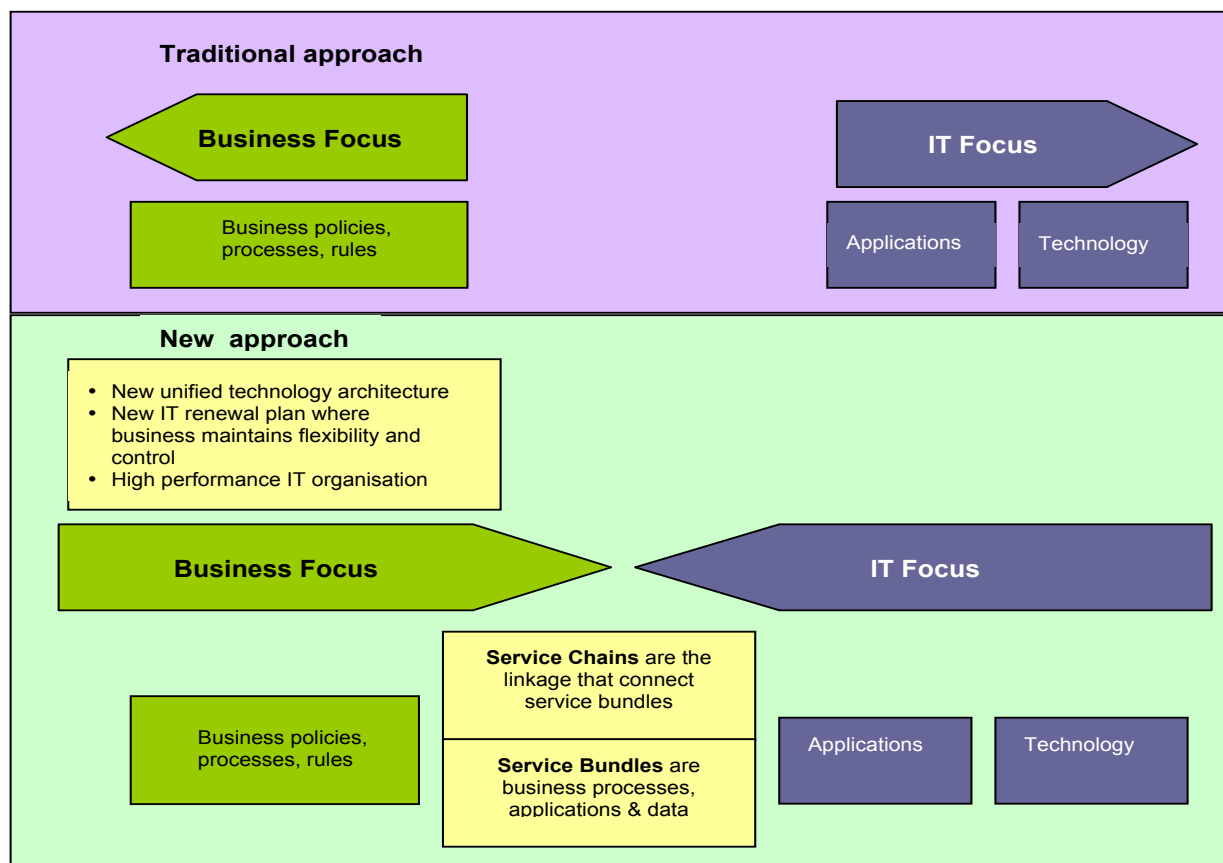 Traditional approach
Business Focus
IT Focus
Business policies,
processes, rules
Applications
Technology
New approach
• New unified technology architecture
• New IT renewal plan where
business maintains flexibility and
control
• High performance IT organisation
Business Focus
IT Focus
Service Chains are the
linkage that connect
service bundles
Business policies,
processes, rules
Service Bundles are
business processes,
applications & data
Applications
Technology